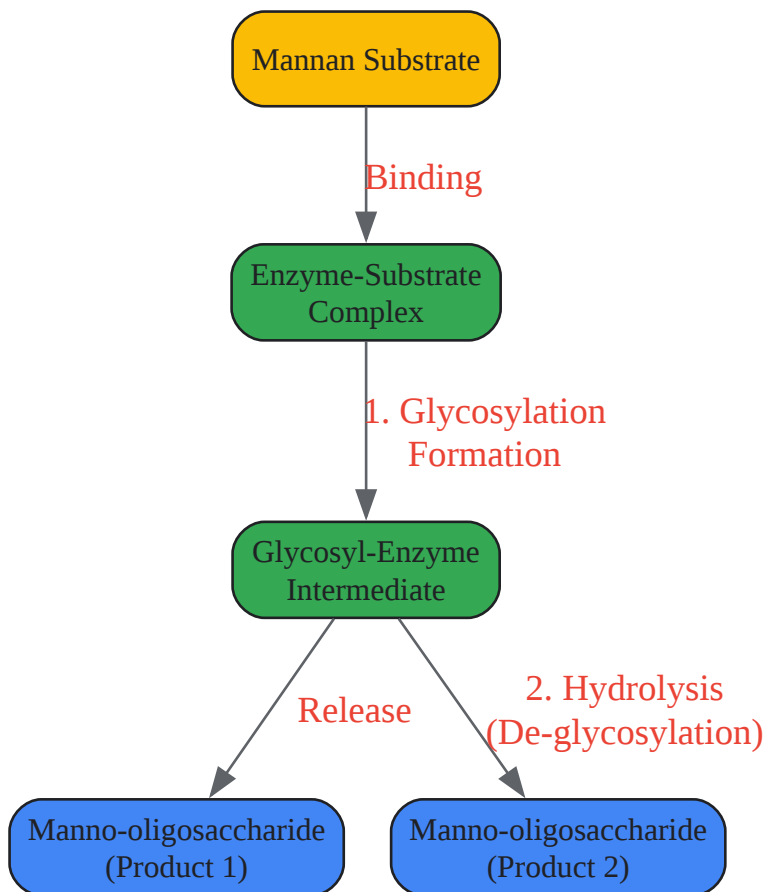 Mannan Substrate
Binding
Enzyme-Substrate
Complex
1. Glycosylation
Formation
Glycosyl-Enzyme
Intermediate
Release
2. Hydrolysis
(De-glycosylation)
Manno-oligosaccharide
(Product 1)
Manno-oligosaccharide
(Product 2)